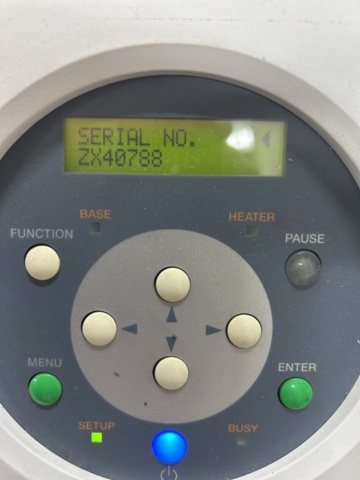 SERIAL NO.
ZX40788
BASE
HEATER
FUNCTION
PAUSE
MENU
ENTER
SETUP
BUSY